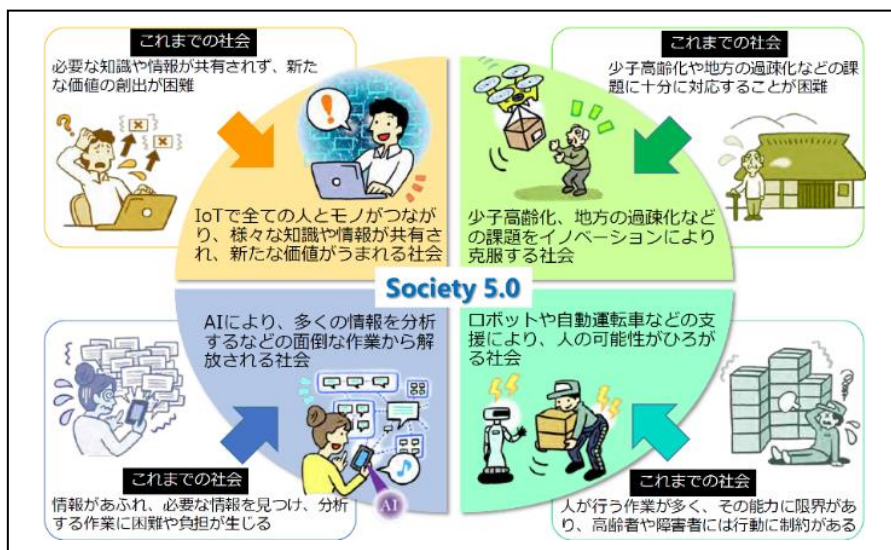 これまでの社会
必要な知識や情報が共有されず、新た
な価値の創出が困難
これまでの社会
少子高齢化や地方の過疎化などの課
題に十分に対応することが困難
IoTで全ての人とモノがつなが
り、様々な知識や情報が共有さ
れ、新たな価値がうまれる社会
少子高齢化、地方の過疎化など
の課題をイノベーションにより
克服する社会
Society 5.0
AIにより、多くの情報を分析
するなどの面倒な作業から解
放される社会
ロボットや自動運転車などの支
援により、人の可能性がひろが
る社会
AI
これまでの社会
情報があふれ、必要な情報を見つけ、分析
する作業に困難や負担が生じる
これまでの社会
人が行う作業が多く、その能力に限界があ
り、高齢者や障害者には行動に制約がある